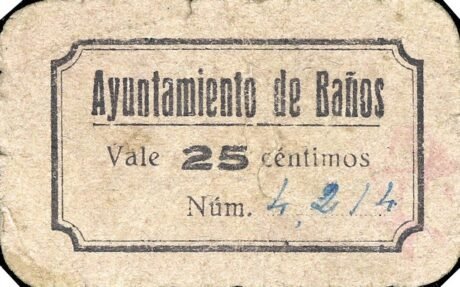 Ayuntamiento de Baños
Vale 25 céntimos
Núm. 4,214